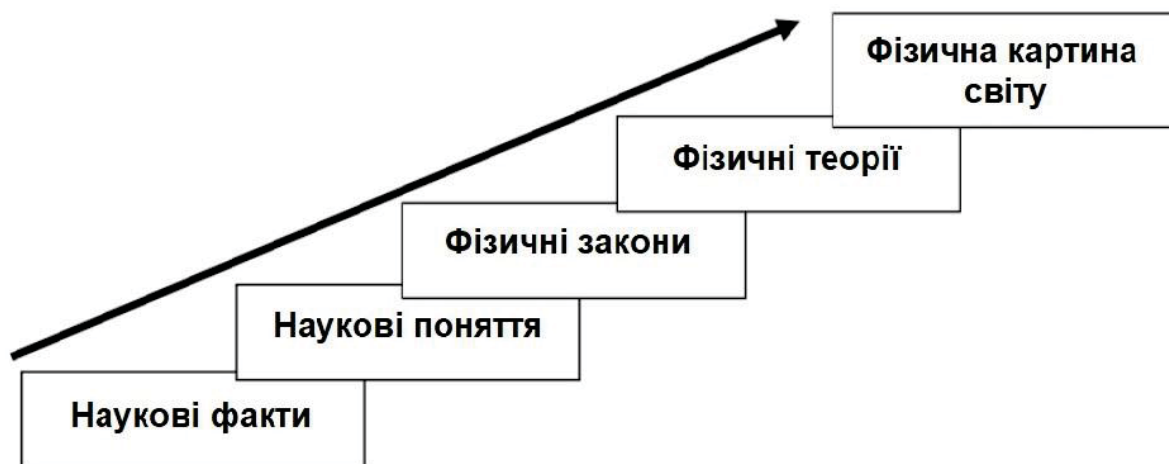 Фізична картина
світу
Фізичні теорії
Фізичні закони
Наукові поняття
Наукові факти